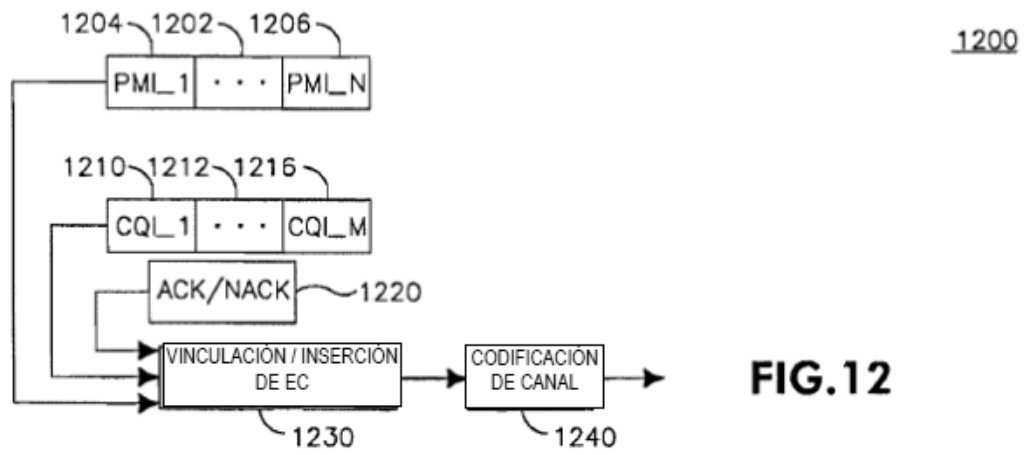 1204 1202 1206
1200
PMI_1 · · · PMI_N
1210 1212 1216
CQI_1 · · · CQI_M
ACK/NACK 1220
VINCULACIÓN / INSERCIÓN
DE EC
CODIFICACIÓN
DE CANAL
FIG.12
1230
1240